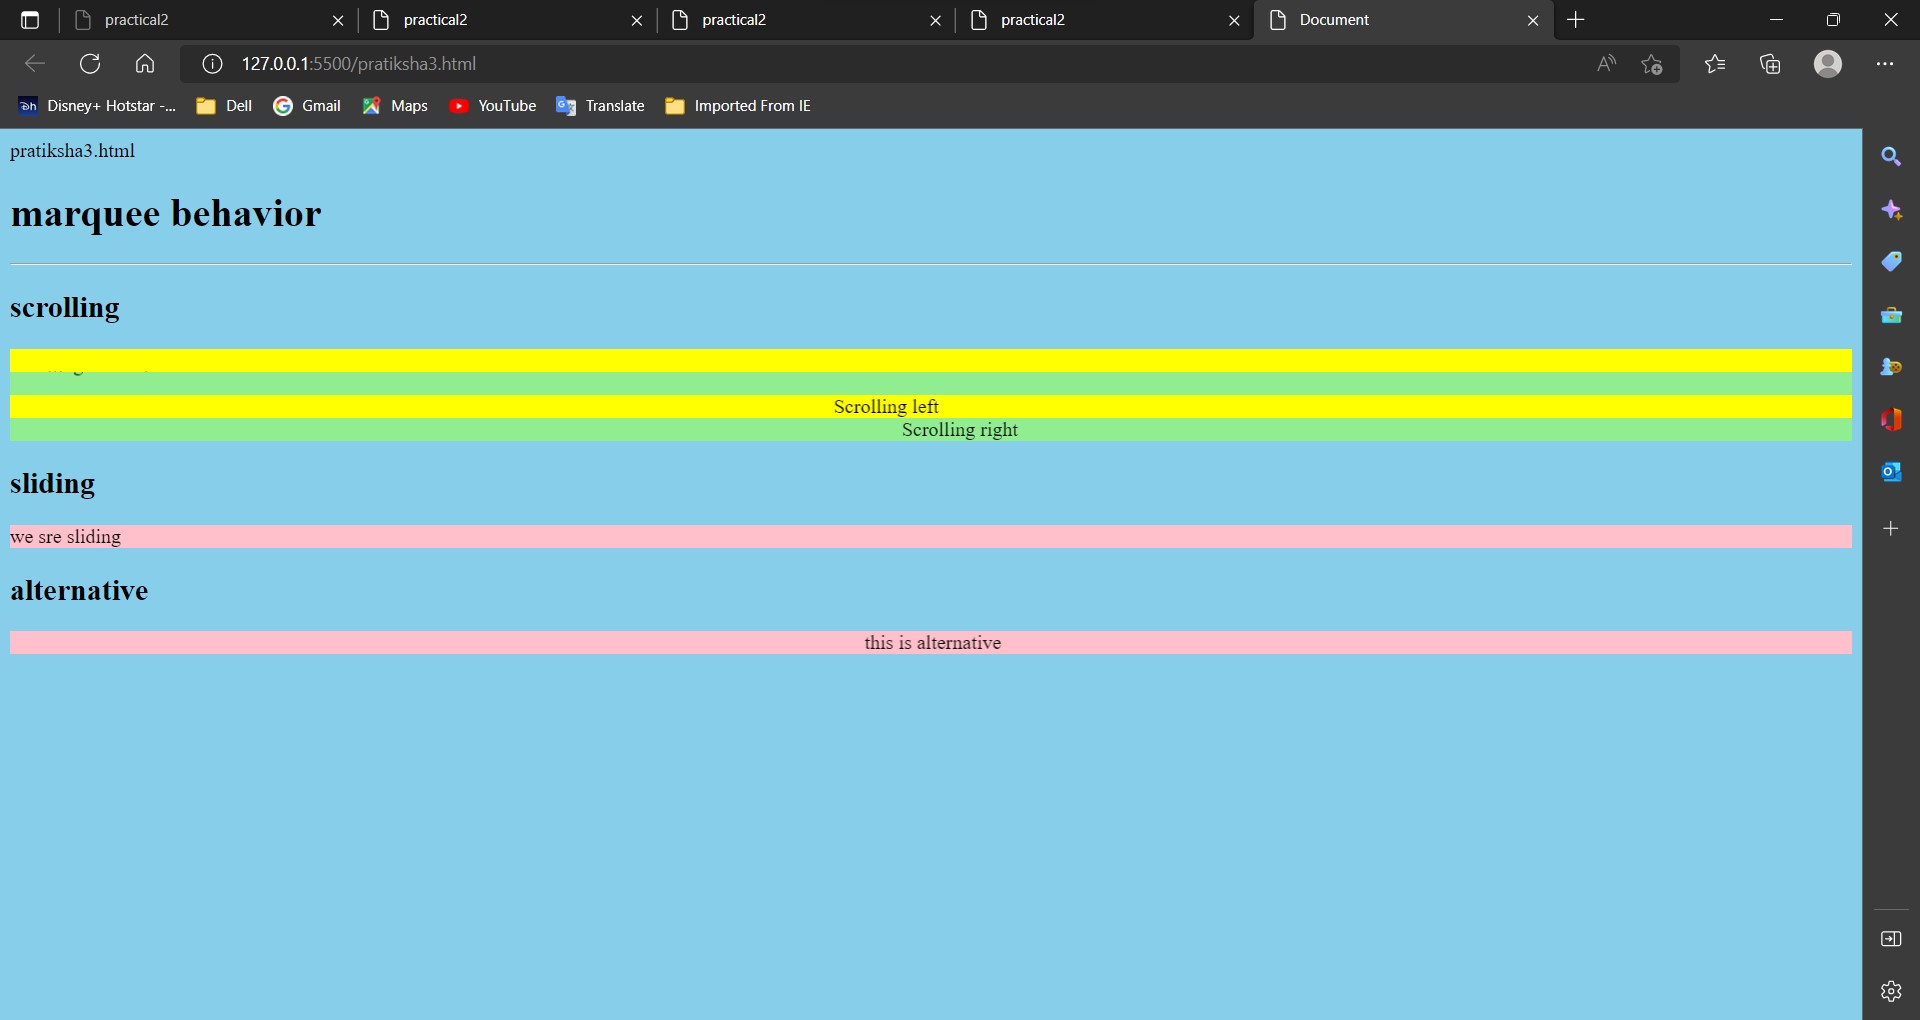 practical2 practical2 practical2 practical2 Document
127.0.0.1:5500/pratiksha3.html
Disney+ Hotstar -... Dell Gmail Maps YouTube Translate Imported From IE
pratiksha3.html
marquee behavior
scrolling
Scrolling left
Scrolling right
sliding
we sre sliding
alternative
this is alternative